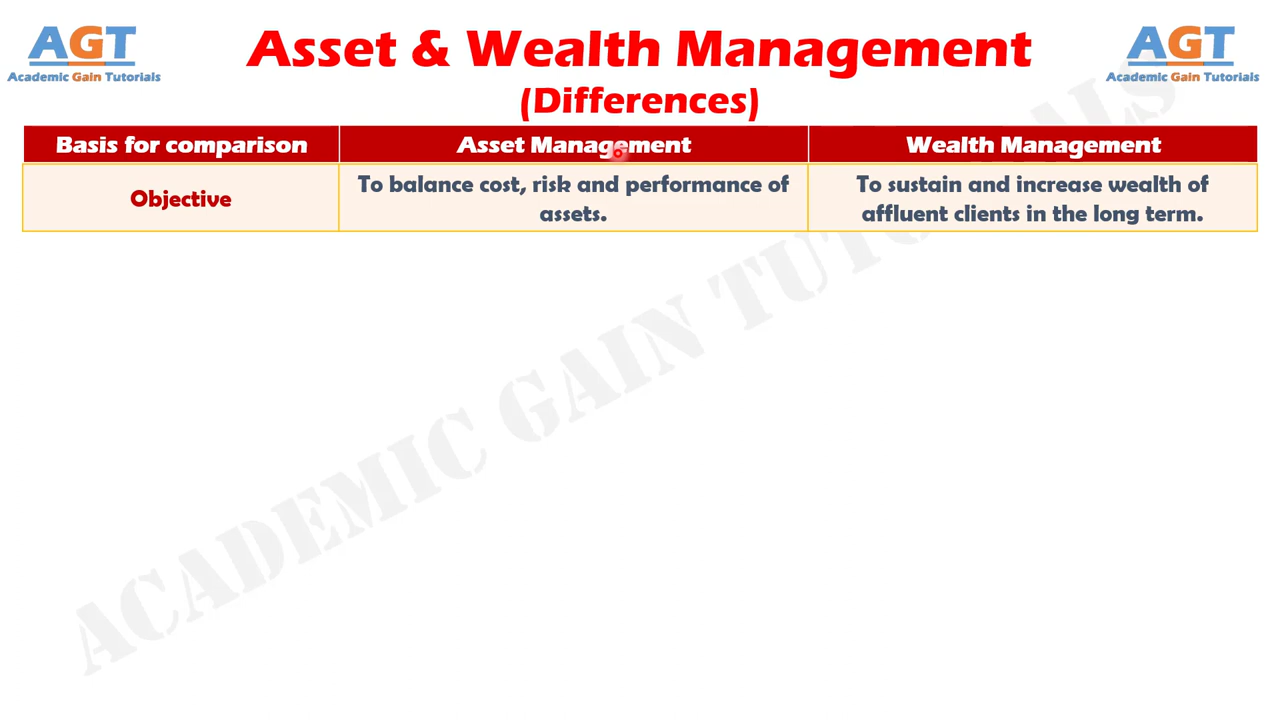 AGT
Academic Gain Tutorials
Asset & Wealth Management
(Differences)
AGT
Academic Gain Tutorials
Basis for comparison
Asset Management
Wealth Management
Objective
To balance cost, risk and performance of
assets.
To sustain and increase wealth of
affluent clients in the long term.
ACADEMIC GAIN TUTORIALS